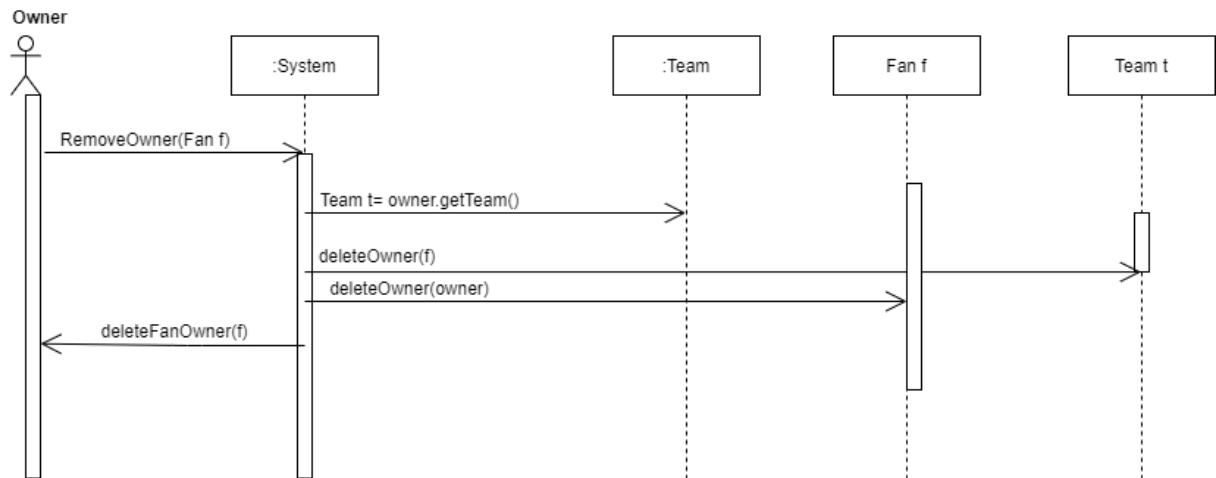 Owner
:System
:Team
Fan f
Team t
RemoveOwner(Fan f)
Team t= owner.getTeam()
deleteOwner(f)
deleteOwner(owner)
deleteFanOwner(f)